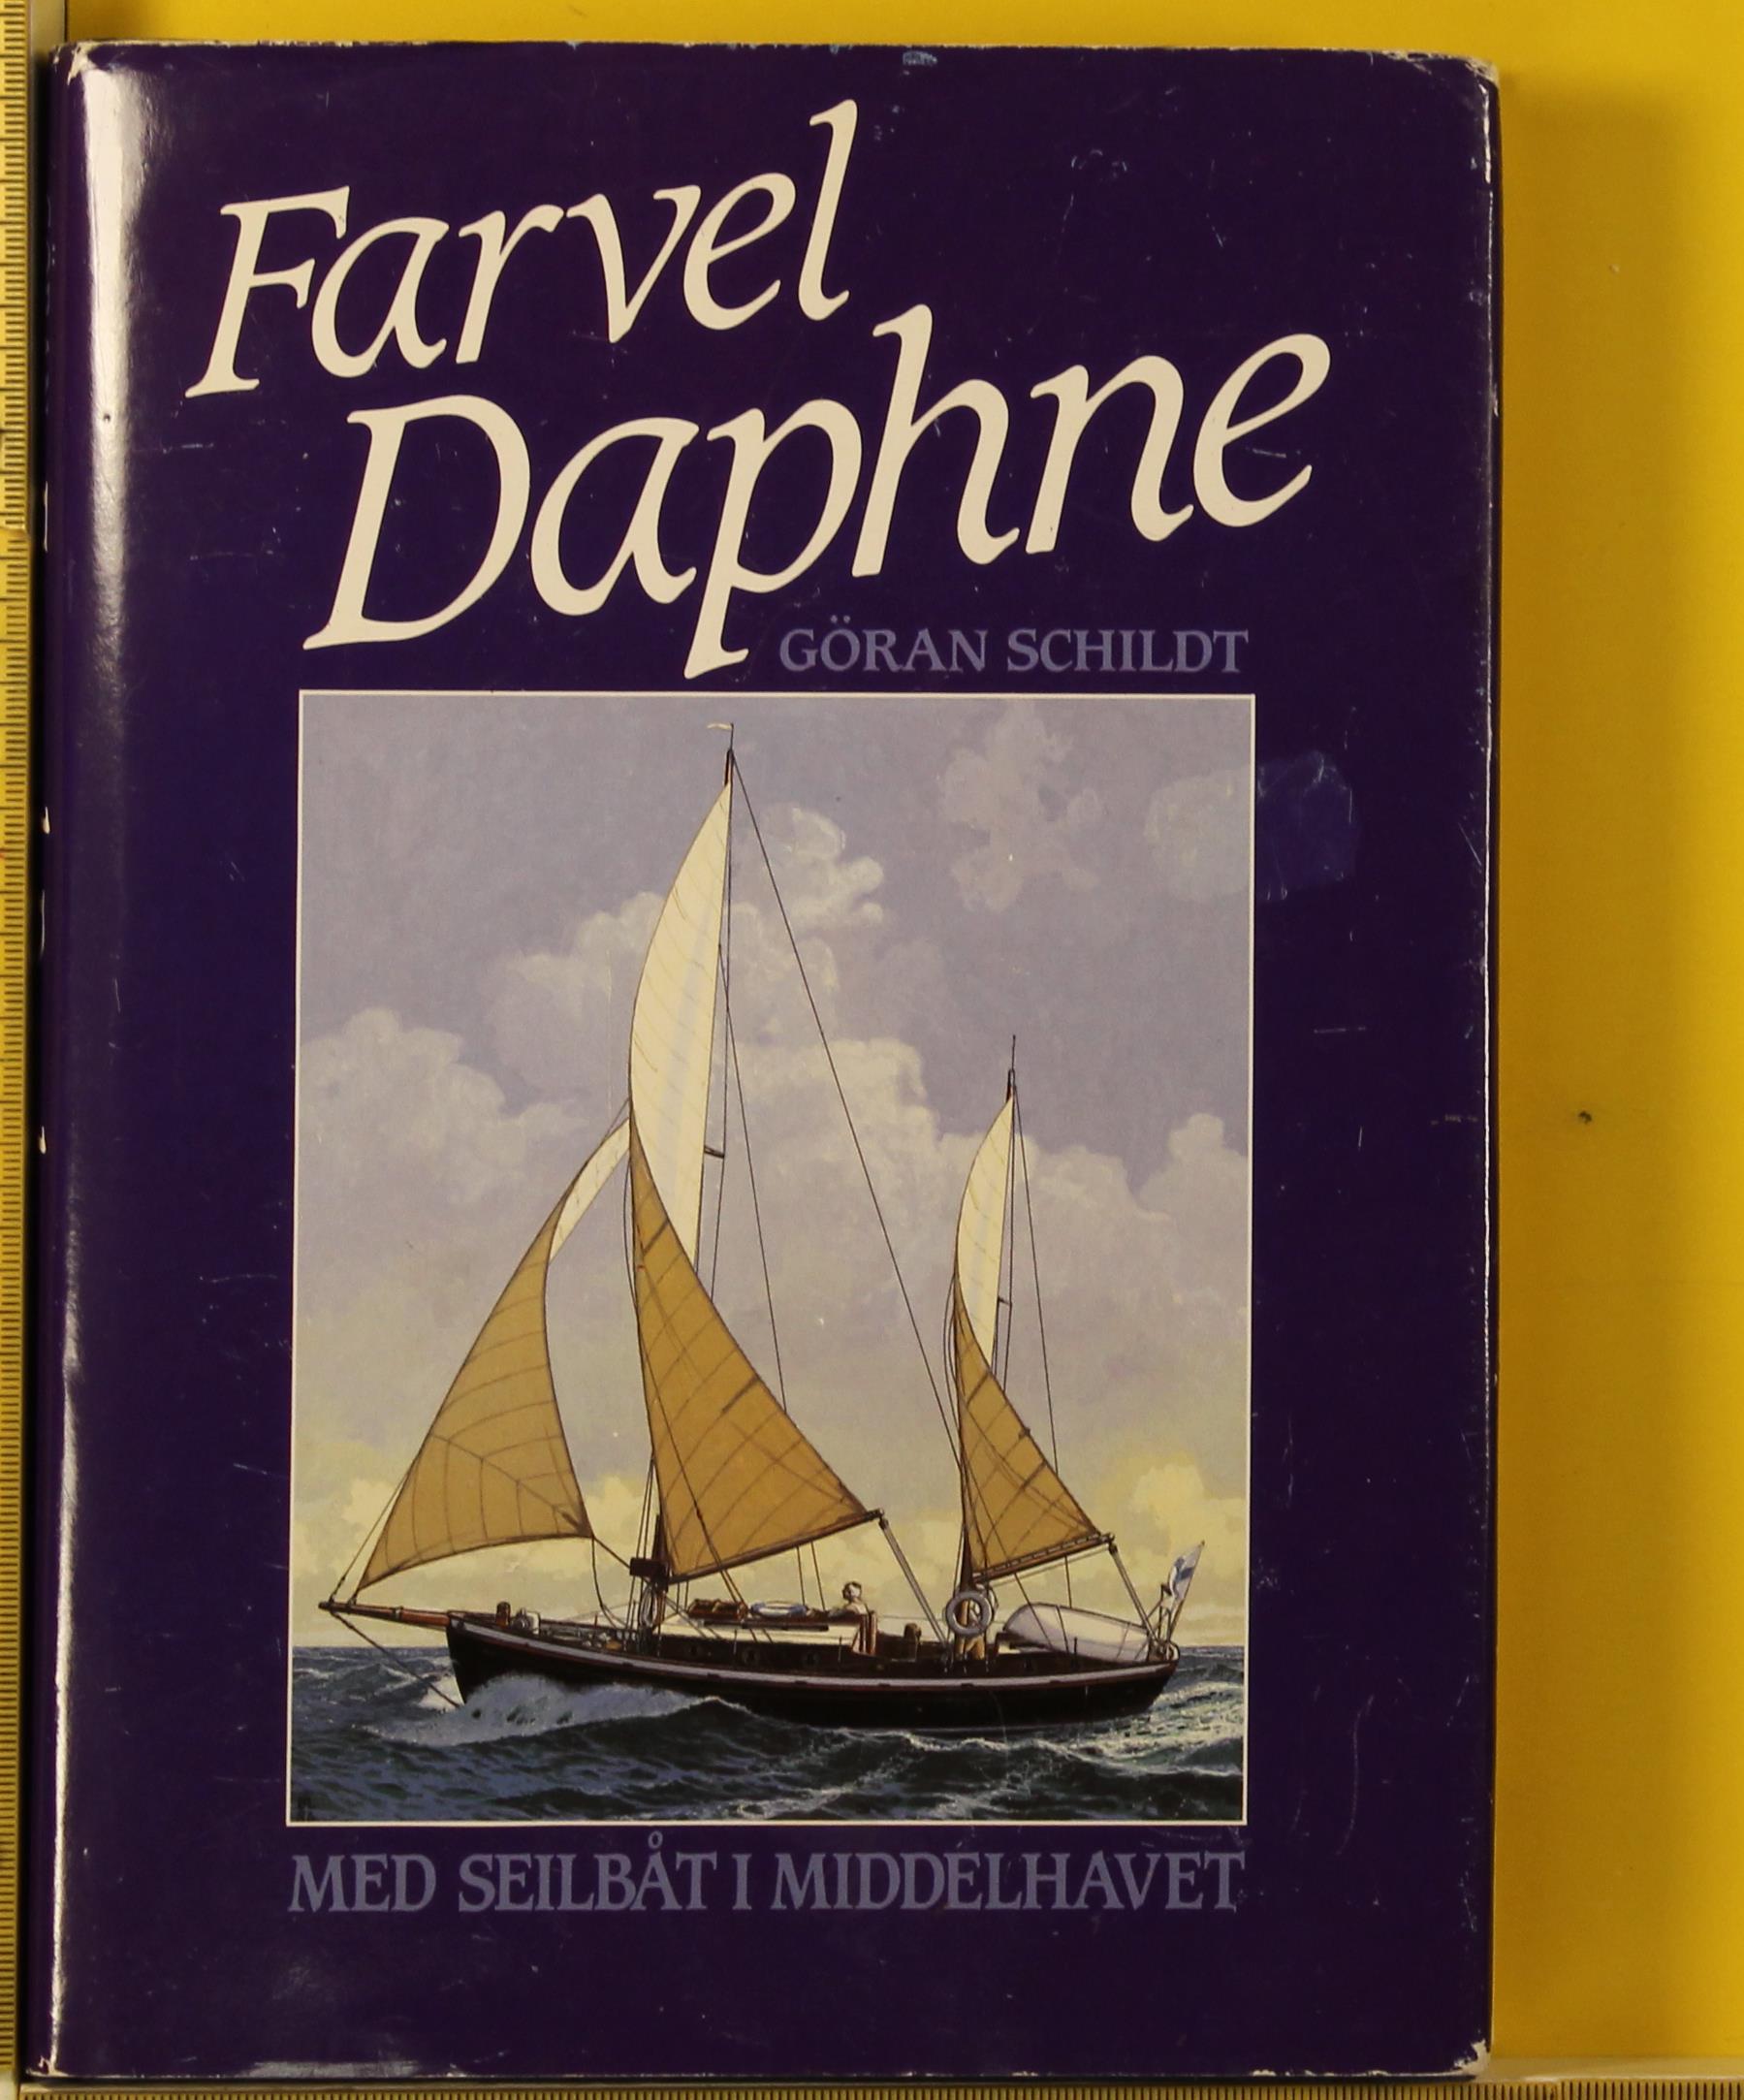 Farvel
Daphne
GÖRAN SCHILDT
MED SEILBÅT I MIDDELHAVET